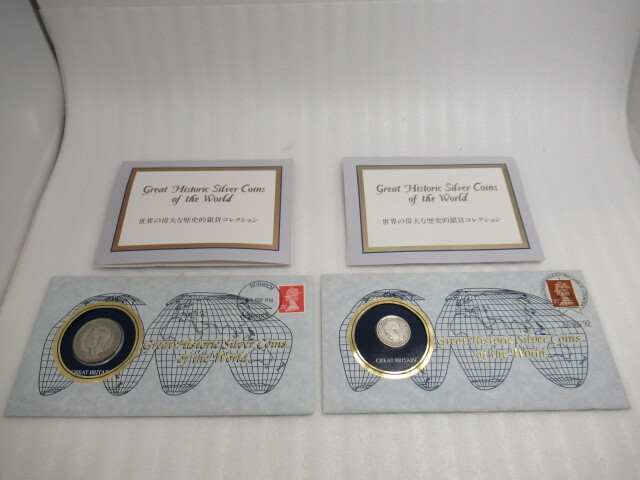 Great Historic Silver Coins
of the World
世界の偉大な歴史的銀貨コレクション
Great Historic Silver Coins
of the World
世界の偉大な歴史的銀貨コレクション
Great Historic Silver Coins
of the World
GREAT BRITAIN
Great Historic Silver Coins
of the World
GREAT BRITAIN